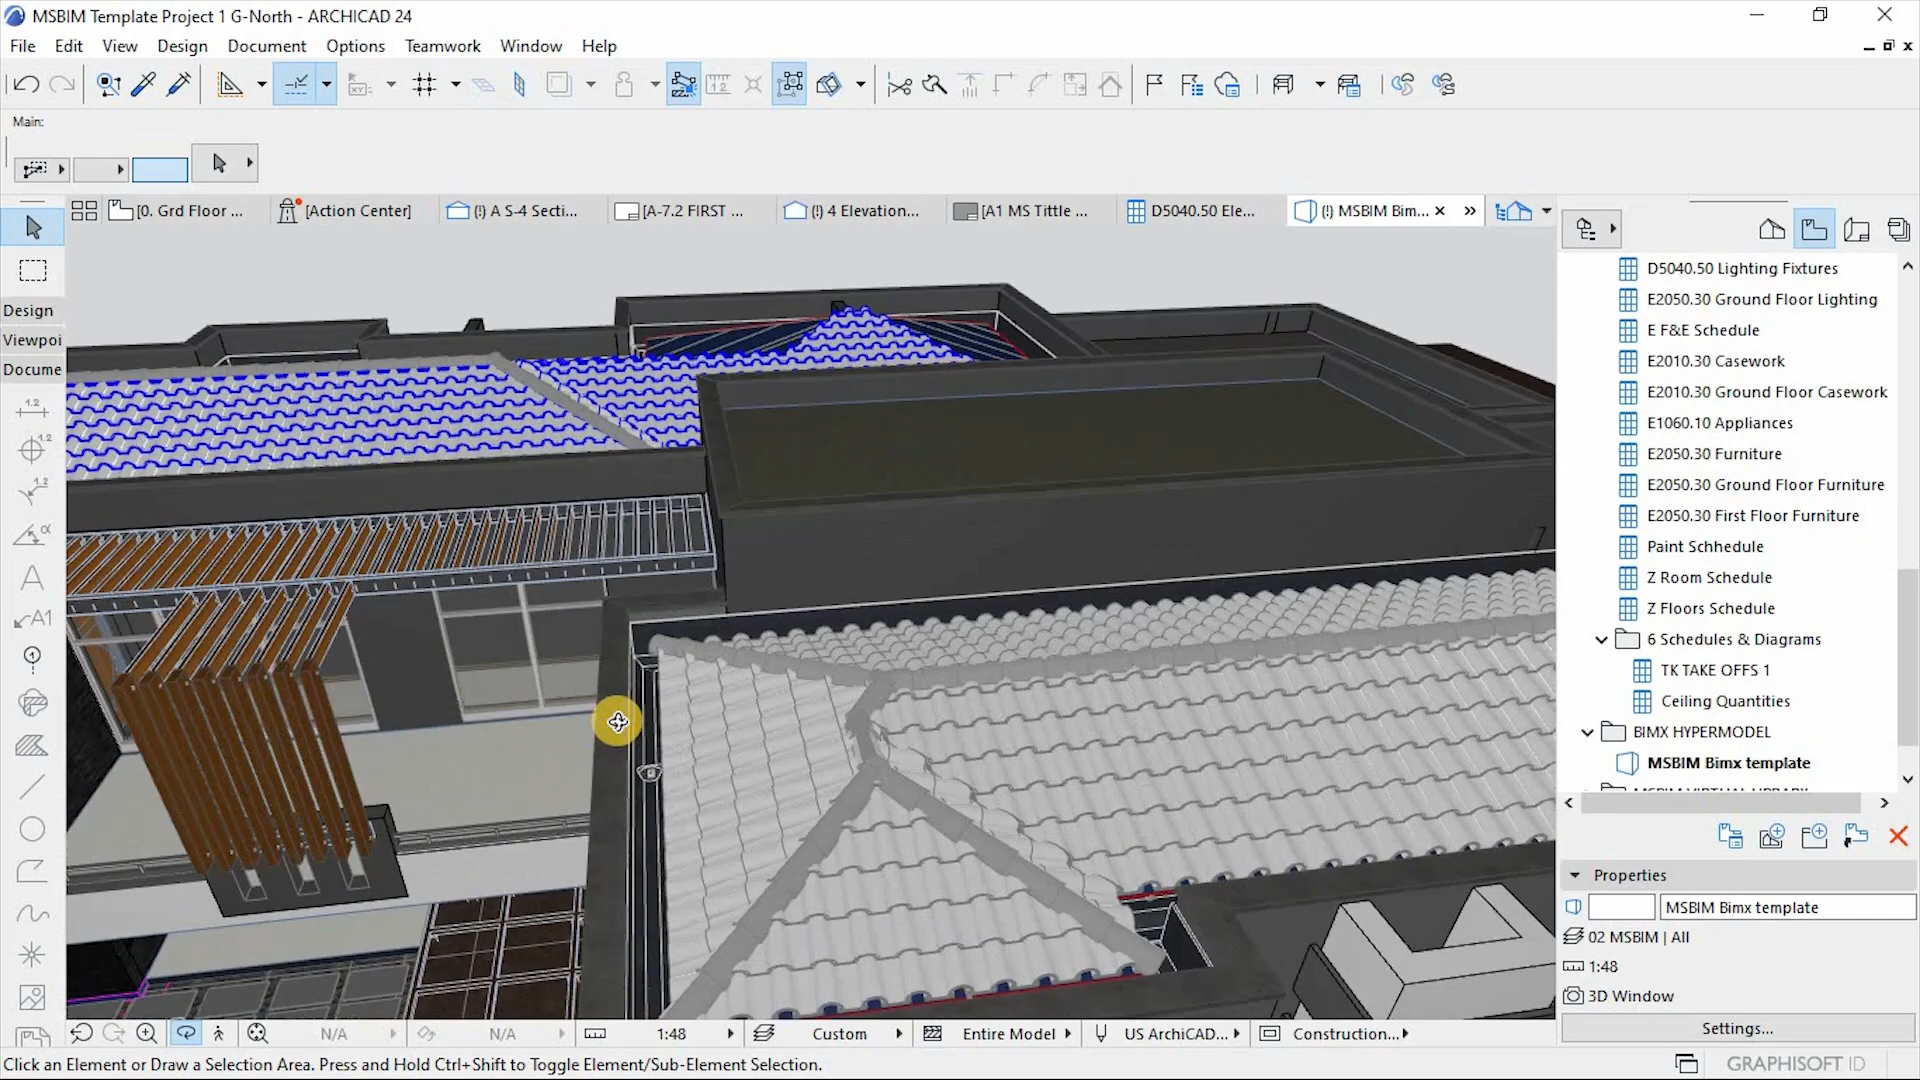 MSBIM Template Project 1 G-North - ARCHICAD 24
File Edit View Design Document Options Teamwork Window Help
Main:
[0. Grd Floor ... [Action Center] (!) A S-4 Secti... [A-7.2 FIRST ... (!) 4 Elevation... [A1 MS Tittle ... D5040.50 Ele... (!) MSBIM Bim...
Design
Viewpoi
Docume
D5040.50 Lighting Fixtures
E2050.30 Ground Floor Lighting
E F&E Schedule
E2010.30 Casework
E2010.30 Ground Floor Casework
E1060.10 Appliances
E2050.30 Furniture
E2050.30 Ground Floor Furniture
E2050.30 First Floor Furniture
Paint Schhedule
Z Room Schedule
Z Floors Schedule
6 Schedules & Diagrams
TK TAKE OFFS 1
Ceiling Quantities
BIMX HYPERMODEL
MSBIM Bimx template
Properties
MSBIM Bimx template
02 MSBIM | All
1:48
3D Window
Settings...
N/A N/A 1:48 Custom Entire Model US ArchiCAD... Construction...
Click an Element or Draw a Selection Area. Press and Hold Ctrl+Shift to Toggle Element/Sub-Element Selection.
GRAPHISOFT ID